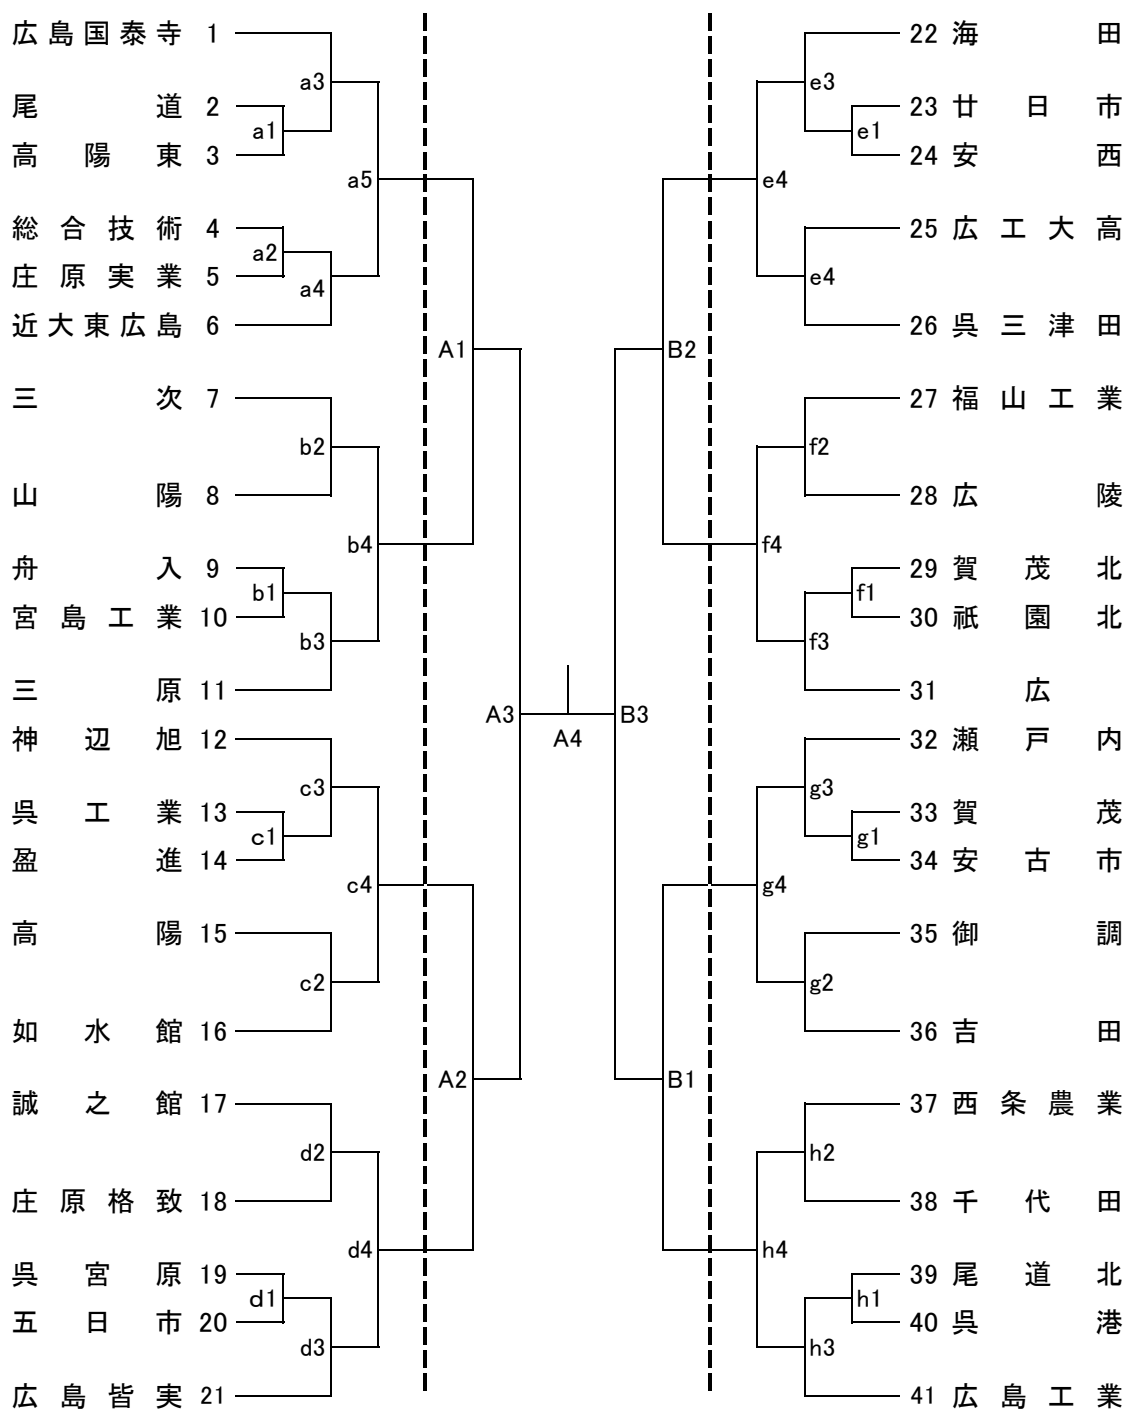 広島国泰寺 1
a3
尾道 2
a1
高陽東 3
a5
総合技術 4
a2
庄原実業 5
a4
近大東広島 6
A1
三次 7
b2
山陽 8
b4
舟入 9
b1
宮島工業 10
b3
三原 11
A3
神辺旭 12
c3
呉工業 13
c1
盈進 14
c4
高陽 15
c2
如水館 16
A2
誠之館 17
d2
庄原格致 18
d4
呉宮原 19
d1
五日市 20
d3
広島皆実 21
A4
22 海田
e3
23 廿日市
e1
24 安西
e4
25 広工大高
e4
26 呉三津田
B2
27 福山工業
f2
28 広陵
f4
29 賀茂北
f1
30 祇園北
f3
31 広
B3
32 瀬戸内
g3
33 賀茂
g1
34 安古市
g4
35 御調
g2
36 吉田
B1
37 西条農業
h2
38 千代田
h4
39 尾道北
h1
40 呉港
h3
41 広島工業